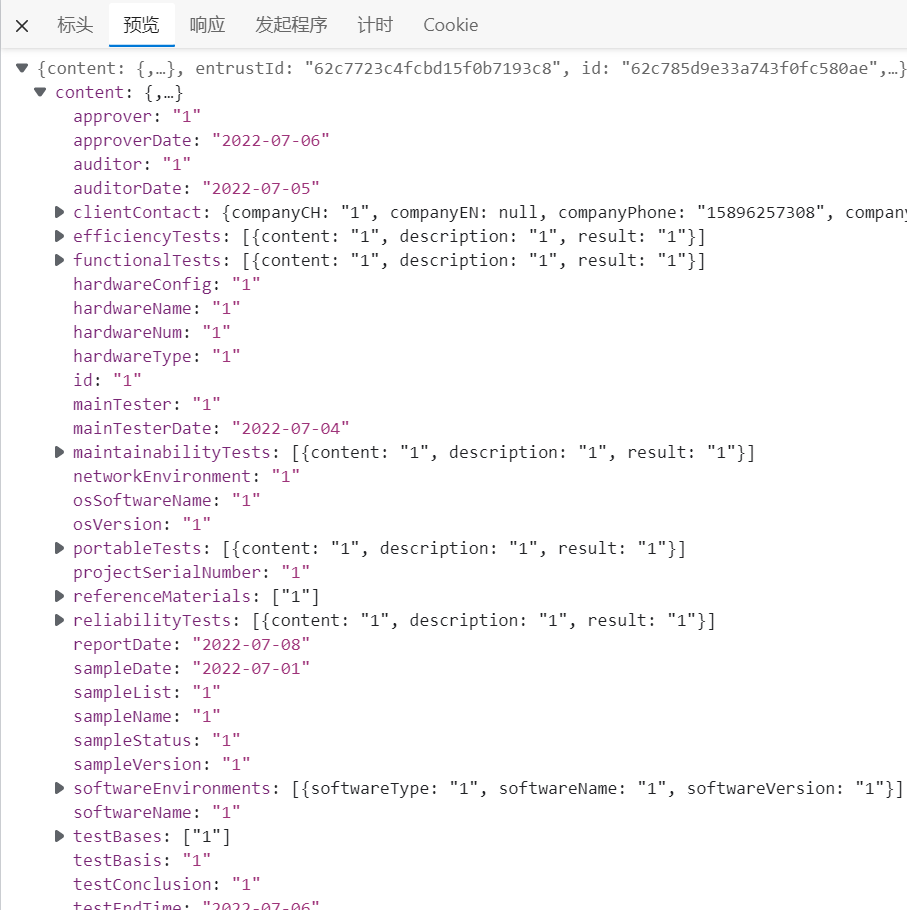 标头 预览 响应 发起程序 计时 Cookie
{content: {,…}, entrustId: "62c7723c4fcbd15f0b7193c8", id: "62c785d9e33a743f0fc580ae",…}
content: {,…}
approver: "1"
approverDate: "2022-07-06"
auditor: "1"
auditorDate: "2022-07-05"
clientContact: {companyCH: "1", companyEN: null, companyPhone: "15896257308", company
efficiencyTests: [{content: "1", description: "1", result: "1"}]
functionalTests: [{content: "1", description: "1", result: "1"}]
hardwareConfig: "1"
hardwareName: "1"
hardwareNum: "1"
hardwareType: "1"
id: "1"
mainTester: "1"
mainTesterDate: "2022-07-04"
maintainabilityTests: [{content: "1", description: "1", result: "1"}]
networkEnvironment: "1"
osSoftwareName: "1"
osVersion: "1"
portableTests: [{content: "1", description: "1", result: "1"}]
projectSerialNumber: "1"
referenceMaterials: ["1"]
reliabilityTests: [{content: "1", description: "1", result: "1"}]
reportDate: "2022-07-08"
sampleDate: "2022-07-01"
sampleList: "1"
sampleName: "1"
sampleStatus: "1"
sampleVersion: "1"
softwareEnvironments: [{softwareType: "1", softwareName: "1", softwareVersion: "1"}]
softwareName: "1"
testBases: ["1"]
testBasis: "1"
testConclusion: "1"
testEndTime: "2022-07-06"